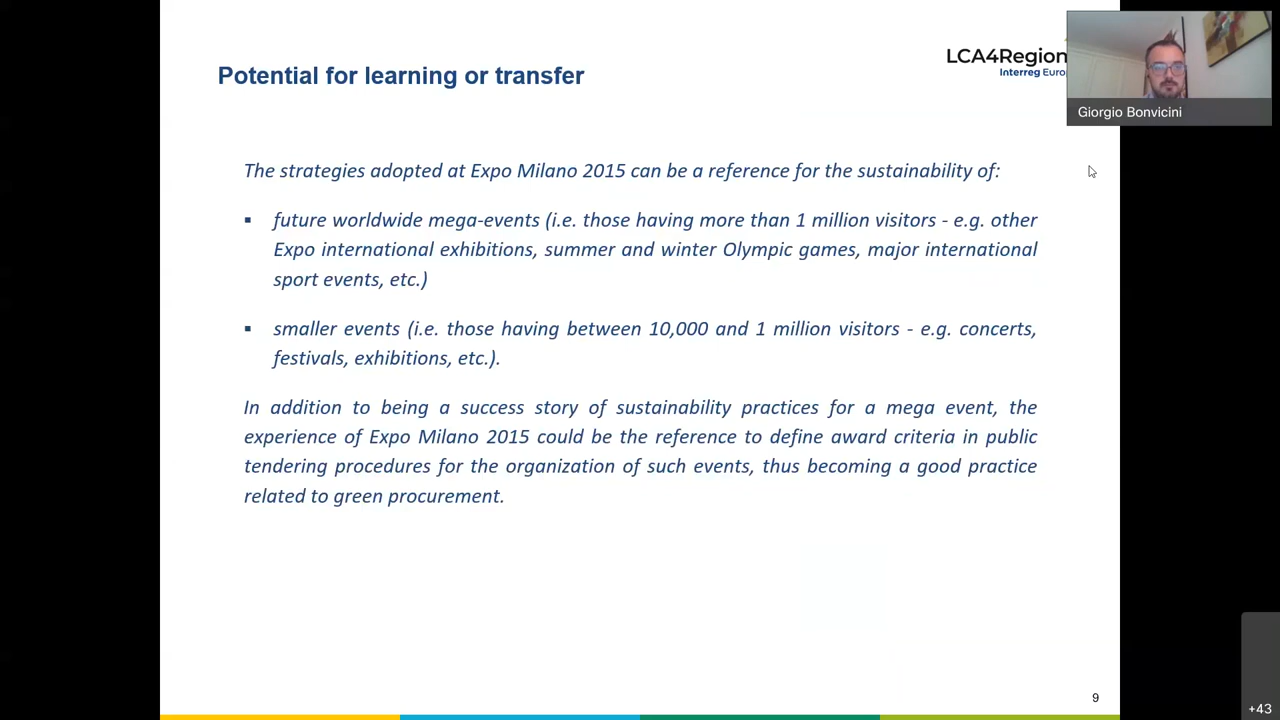 Potential for learning or transfer
LCA4Region
Interreg Euro
Giorgio Bonvicini
The strategies adopted at Expo Milano 2015 can be a reference for the sustainability of:
▪ future worldwide mega-events (i.e. those having more than 1 million visitors - e.g. other
Expo international exhibitions, summer and winter Olympic games, major international
sport events, etc.)
▪ smaller events (i.e. those having between 10,000 and 1 million visitors - e.g. concerts,
festivals, exhibitions, etc.).
In addition to being a success story of sustainability practices for a mega event, the
experience of Expo Milano 2015 could be the reference to define award criteria in public
tendering procedures for the organization of such events, thus becoming a good practice
related to green procurement.
9
+43